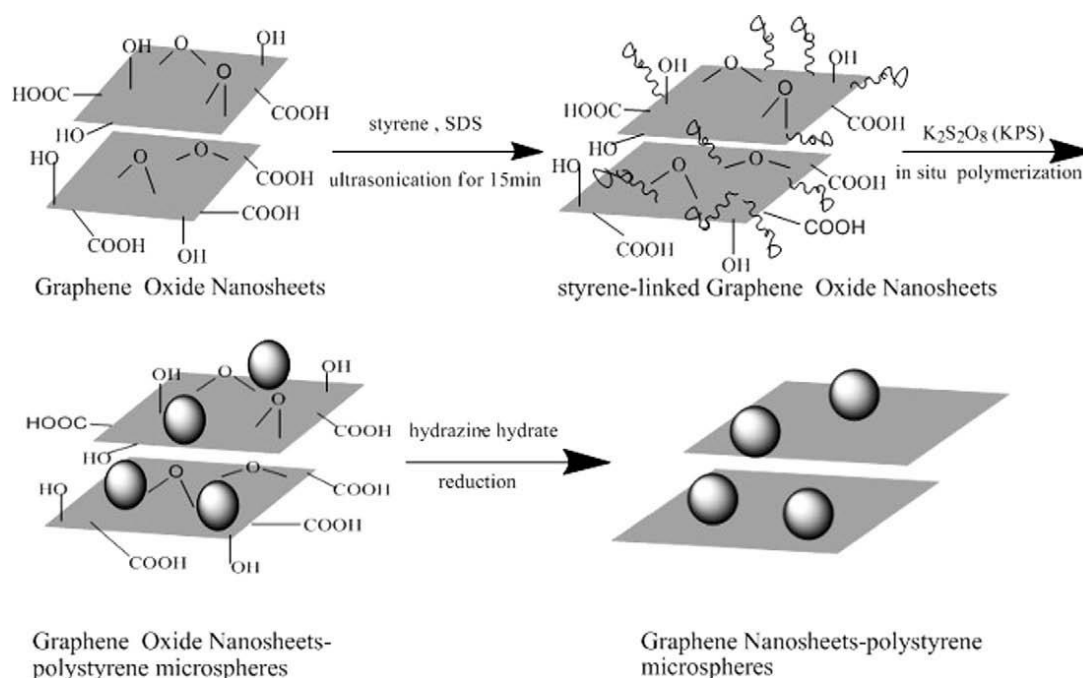 OH
O
OH
O
HOOC
COOH
HO
HO
O
O
COOH
COOH
COOH
OH
Graphene Oxide Nanosheets
styrene , SDS
ultrasonication for 15min
OH
O
OH
O
HOOC
COOH
HO
HO
O
O
COOH
COOH
COOH
OH
styrene-linked Graphene Oxide Nanosheets
K2S2O8 (KPS)
in situ polymerization
OH
O
OH
O
HOOC
COOH
HO
HO
O
O
COOH
COOH
COOH
OH
Graphene Oxide Nanosheets-
polystyrene microspheres
hydrazine hydrate
reduction
Graphene Nanosheets-polystyrene
microspheres